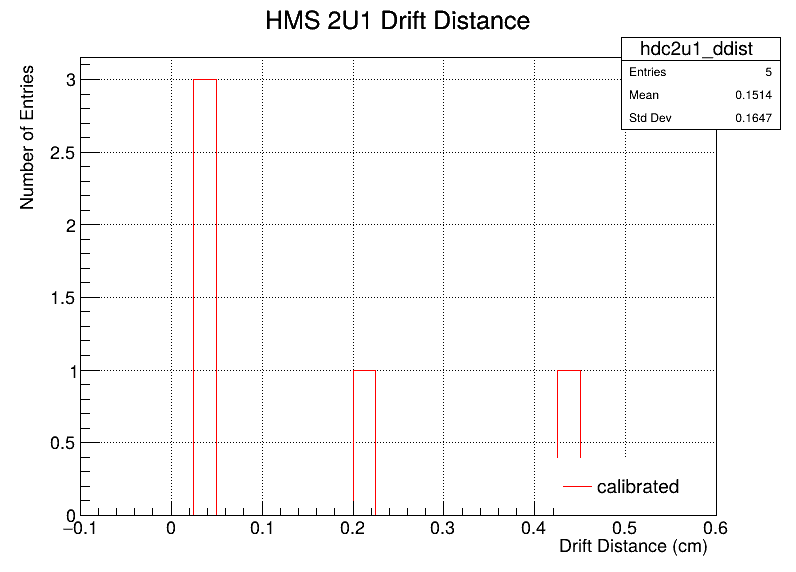 HMS 2U1 Drift Distance
hdc2u1_ddist
Entries 5
Mean 0.1514
Std Dev 0.1647
Number of Entries
3
2.5
2
1.5
1
0.5
0
−0.1 0 0.1 0.2 0.3 0.4 0.5 0.6
calibrated
Drift Distance (cm)